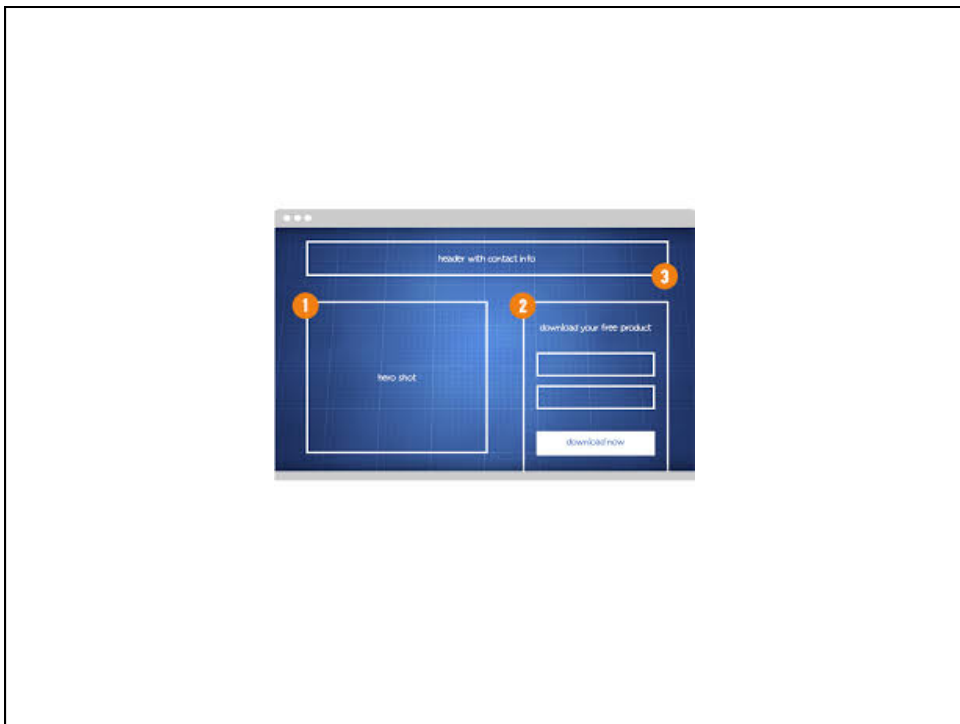 header with contact info
3
1
2
download your free product
hero shot
download now